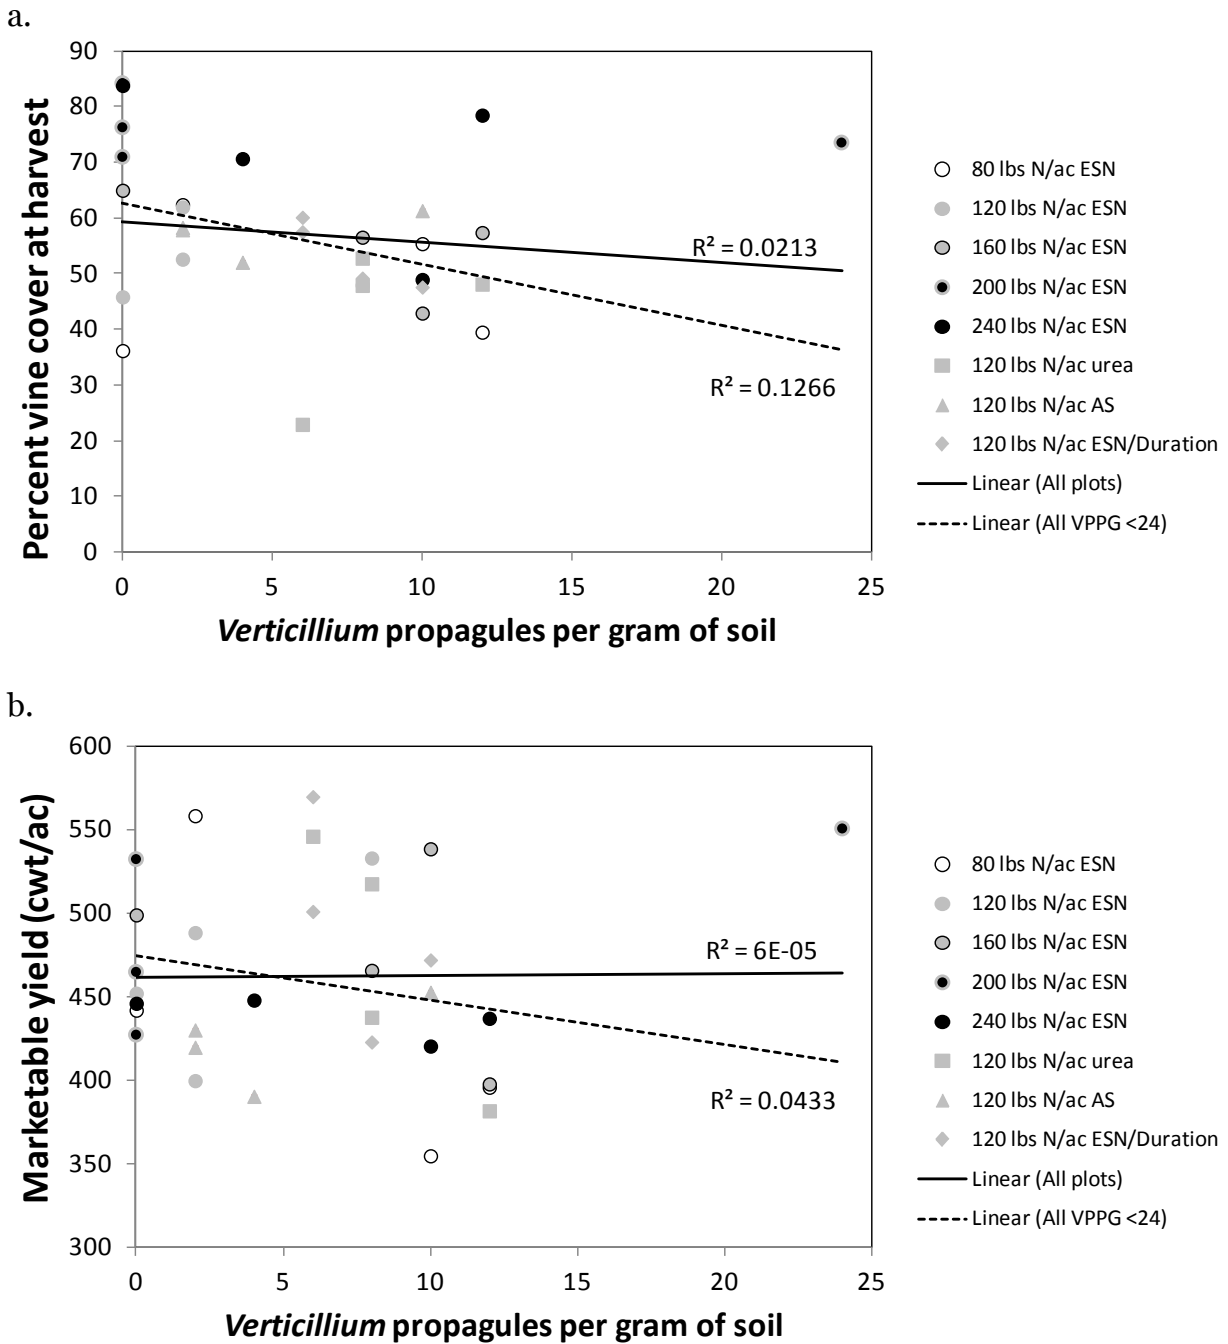 a.
90
80
70
60
50
40
30
20
10
0
Percent vine cover at harvest
R² = 0.0213
R² = 0.1266
0 5 10 15 20 25
Verticillium propagules per gram of soil
80 lbs N/ac ESN
120 lbs N/ac ESN
160 lbs N/ac ESN
200 lbs N/ac ESN
240 lbs N/ac ESN
120 lbs N/ac urea
120 lbs N/ac AS
120 lbs N/ac ESN/Duration
Linear (All plots)
Linear (All VPPG <24)
b.
600
550
500
450
400
350
300
Marketable yield (cwt/ac)
R² = 6E-05
R² = 0.0433
0 5 10 15 20 25
Verticillium propagules per gram of soil
80 lbs N/ac ESN
120 lbs N/ac ESN
160 lbs N/ac ESN
200 lbs N/ac ESN
240 lbs N/ac ESN
120 lbs N/ac urea
120 lbs N/ac AS
120 lbs N/ac ESN/Duration
Linear (All plots)
Linear (All VPPG <24)